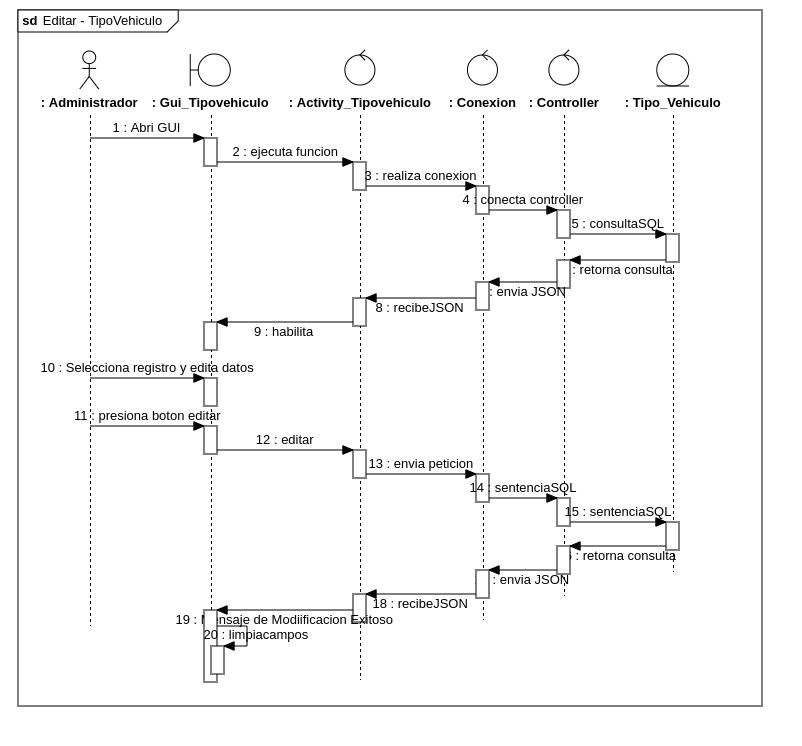 sd Editar - TipoVehiculo
: Administrador : Gui_Tipovehiculo : Activity_Tipovehiculo : Conexion : Controller : Tipo_Vehiculo
1 : Abri GUI
2 : ejecuta funcion
3 : realiza conexion
4 : conecta controller
5 : consultaSQL
: retorna consulta
: envia JSON
8 : recibeJSON
9 : habilita
10 : Selecciona registro y edita datos
11 : presiona boton editar
12 : editar
13 : envia peticion
14 : sentenciaSQL
15 : sentenciaSQL
: retorna consulta
: envia JSON
18 : recibeJSON
19 : Mensaje de Modiificacion Exitoso
20 : limpiacampos